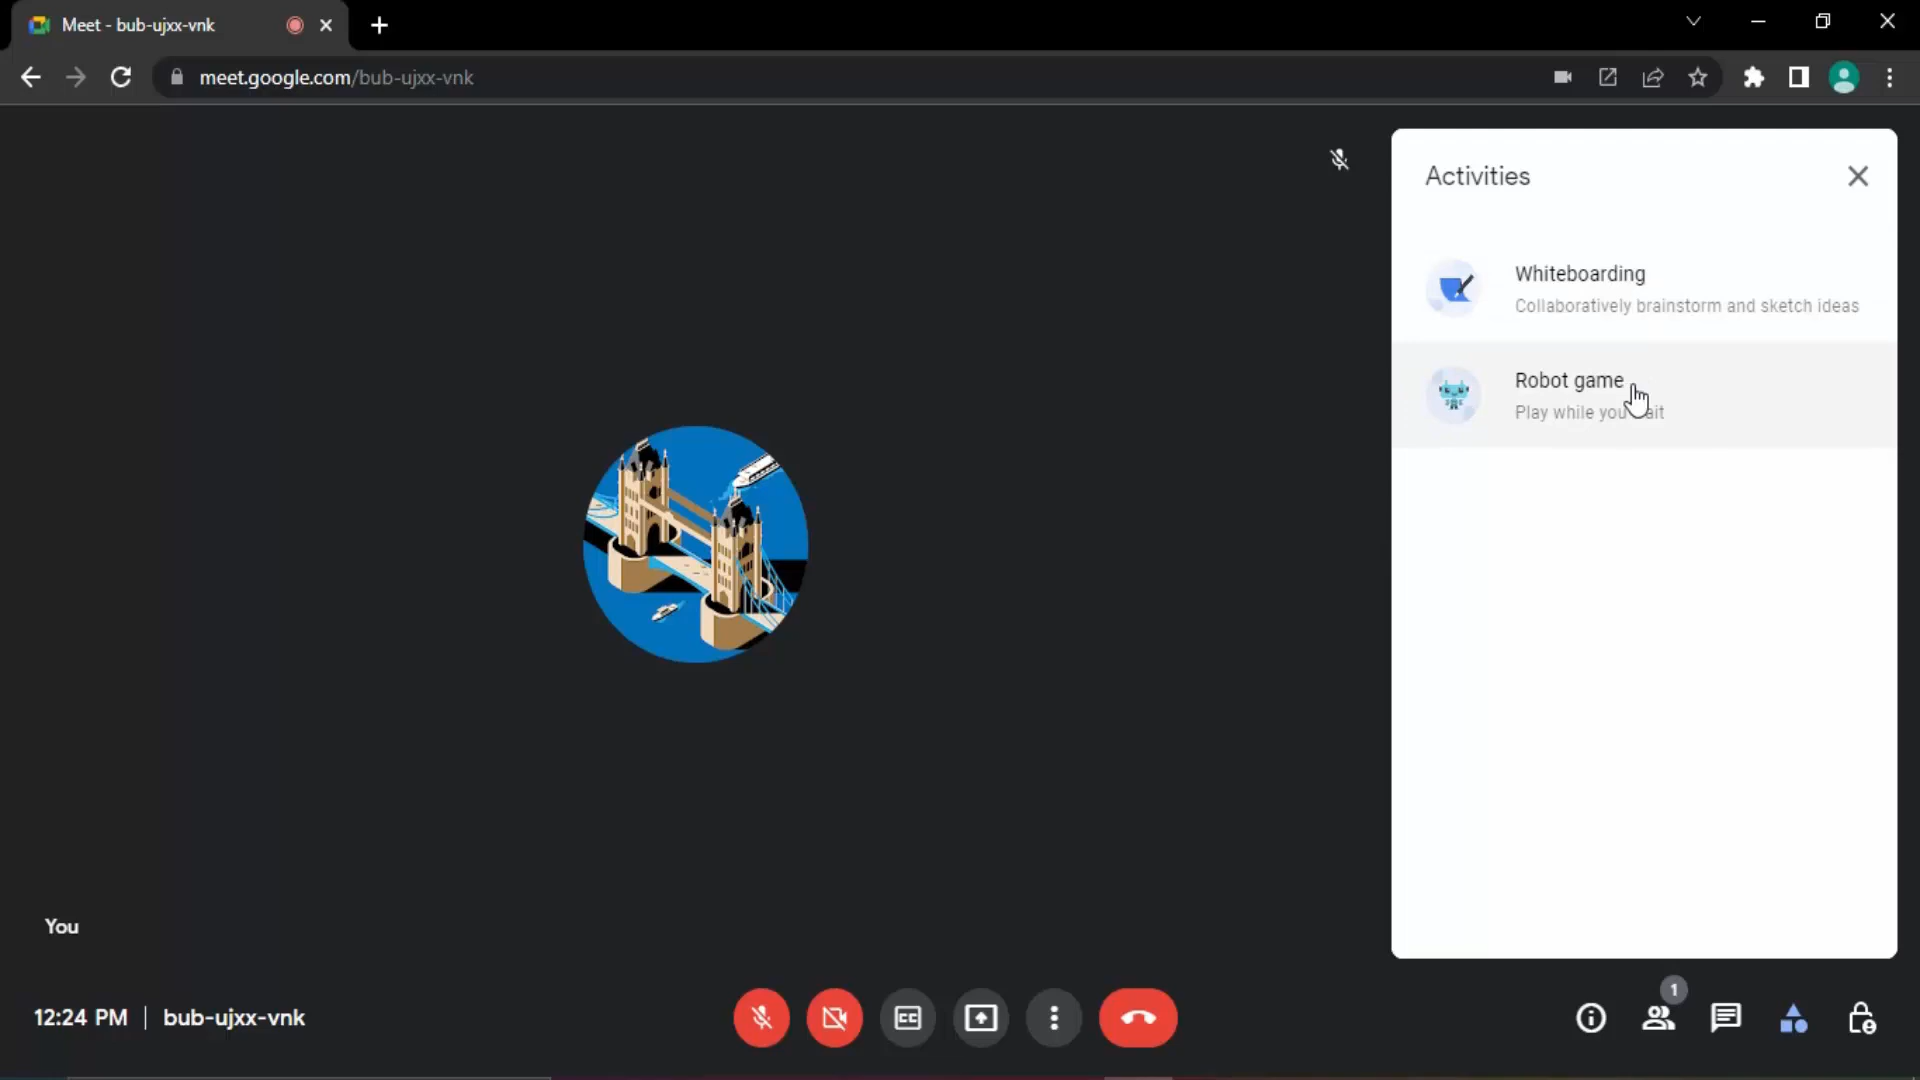 Meet - bub-ujxx-vnk
meet.google.com/bub-ujxx-vnk
Activities
Whiteboarding
Collaboratively brainstorm and sketch ideas
Robot game
Play while you
You
12:24 PM | bub-ujxx-vnk
CC
1